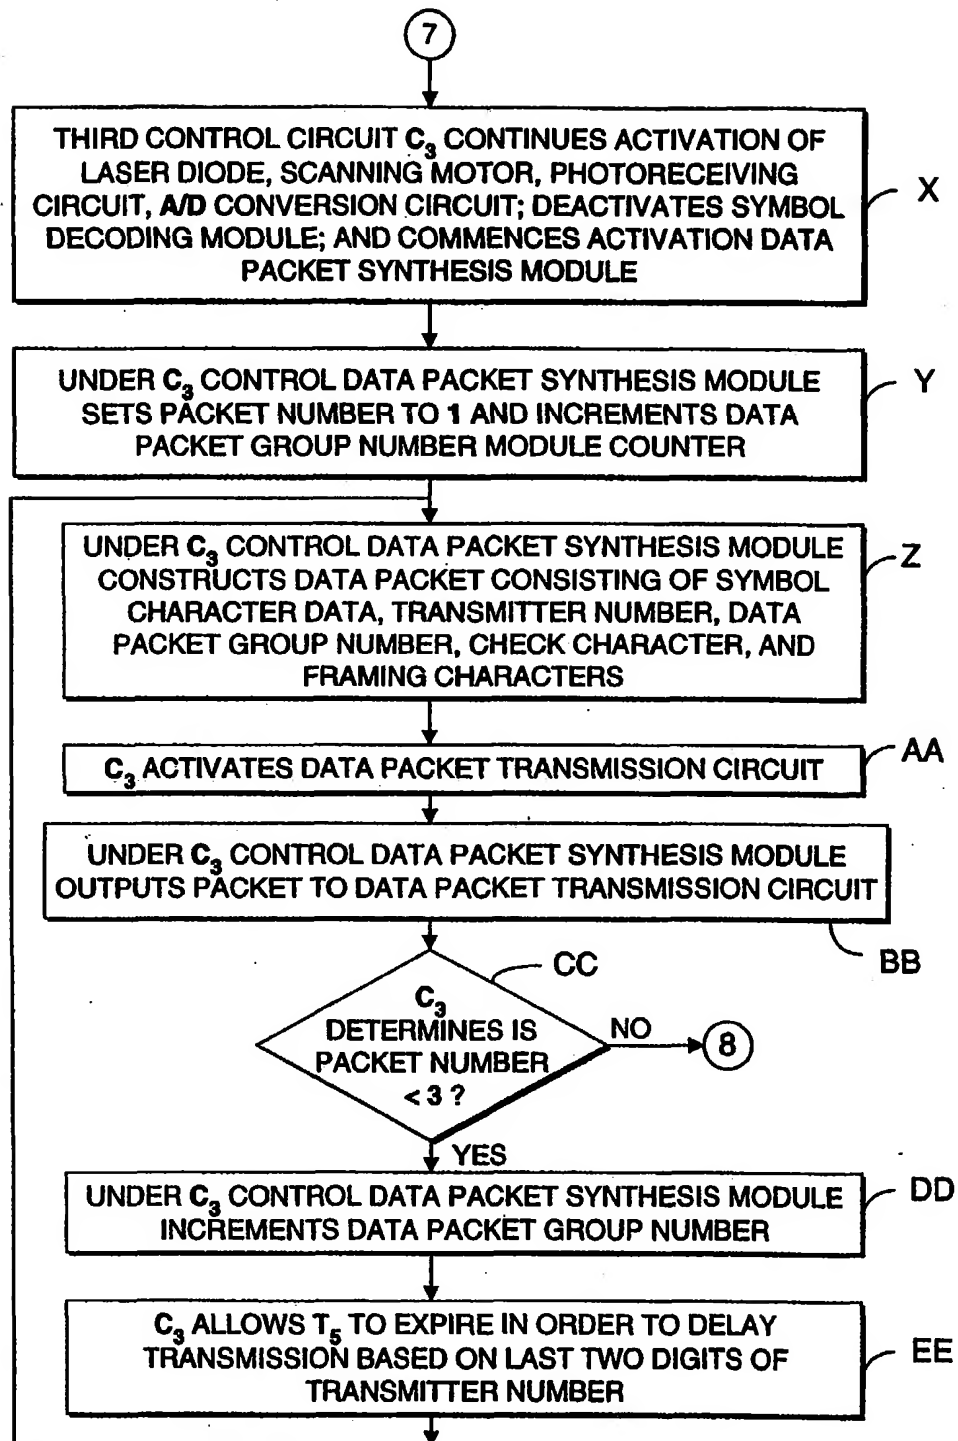 7
THIRD CONTROL CIRCUIT C₃ CONTINUES ACTIVATION OF
LASER DIODE, SCANNING MOTOR, PHOTORECEIVING
CIRCUIT, A/D CONVERSION CIRCUIT; DEACTIVATES SYMBOL
DECODING MODULE; AND COMMENCES ACTIVATION DATA
PACKET SYNTHESIS MODULE
X
UNDER C₃ CONTROL DATA PACKET SYNTHESIS MODULE
SETS PACKET NUMBER TO 1 AND INCREMENTS DATA
PACKET GROUP NUMBER MODULE COUNTER
Y
UNDER C₃ CONTROL DATA PACKET SYNTHESIS MODULE
CONSTRUCTS DATA PACKET CONSISTING OF SYMBOL
CHARACTER DATA, TRANSMITTER NUMBER, DATA
PACKET GROUP NUMBER, CHECK CHARACTER, AND
FRAMING CHARACTERS
Z
C₃ ACTIVATES DATA PACKET TRANSMISSION CIRCUIT
AA
UNDER C₃ CONTROL DATA PACKET SYNTHESIS MODULE
OUTPUTS PACKET TO DATA PACKET TRANSMISSION CIRCUIT
BB
CC
C₃
DETERMINES IS
PACKET NUMBER
< 3 ?
NO
8
YES
UNDER C₃ CONTROL DATA PACKET SYNTHESIS MODULE
INCREMENTS DATA PACKET GROUP NUMBER
DD
C₃ ALLOWS T₅ TO EXPIRE IN ORDER TO DELAY
TRANSMISSION BASED ON LAST TWO DIGITS OF
TRANSMITTER NUMBER
EE